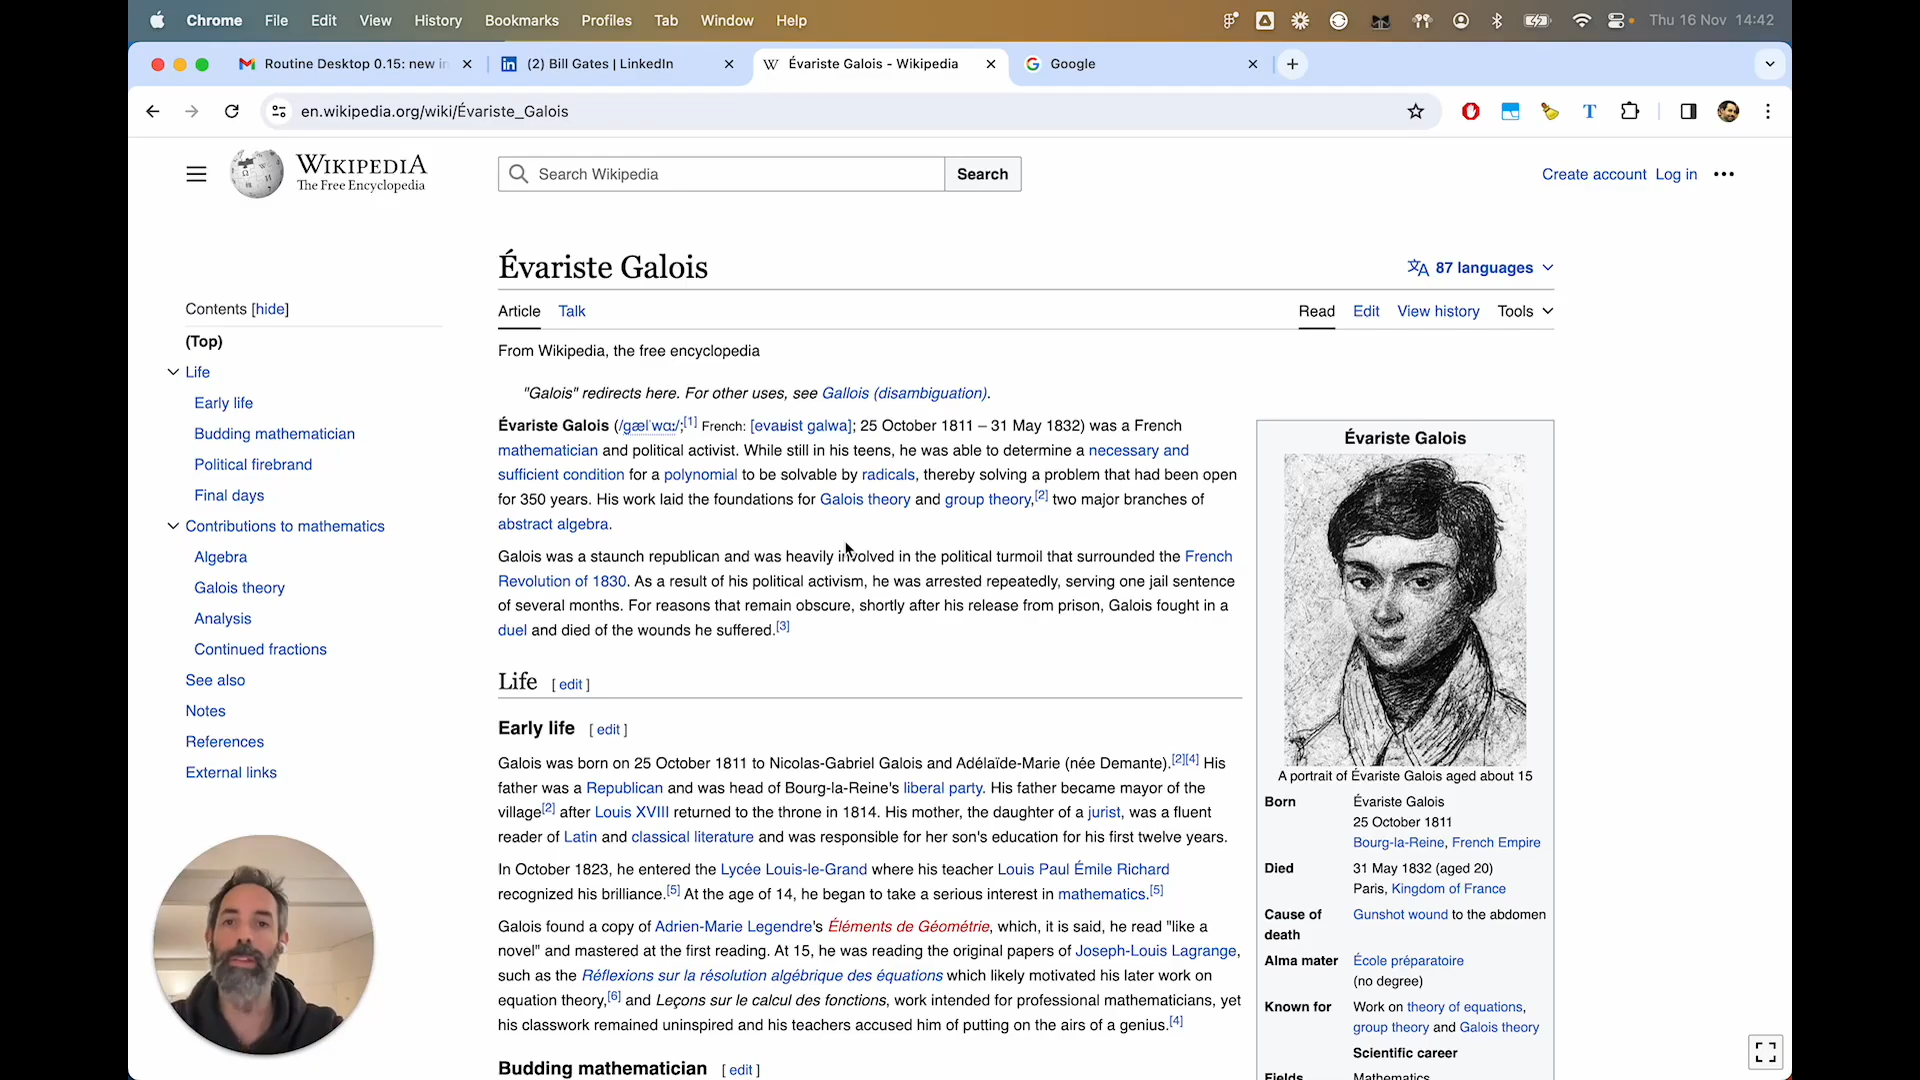 Chrome File Edit View History Bookmarks Profiles Tab Window Help Thu 16 Nov 14:42
Routine Desktop 0.15: new in (2) Bill Gates | LinkedIn Évariste Galois - Wikipedia Google
en.wikipedia.org/wiki/Évariste_Galois
WIKIPEDIA
The Free Encyclopedia
Search Wikipedia Search
Create account Log in
Évariste Galois
87 languages
Article Talk Read Edit View history Tools
Contents [hide]
(Top)
Life
Early life
Budding mathematician
Political firebrand
Final days
Contributions to mathematics
Algebra
Galois theory
Analysis
Continued fractions
See also
Notes
References
External links
From Wikipedia, the free encyclopedia
"Galois" redirects here. For other uses, see Gallois (disambiguation).
Évariste Galois (/ɡælˈwɑː/;[1] French: [evaʁist ɡalwa]; 25 October 1811 – 31 May 1832) was a French
mathematician and political activist. While still in his teens, he was able to determine a necessary and
sufficient condition for a polynomial to be solvable by radicals, thereby solving a problem that had been open
for 350 years. His work laid the foundations for Galois theory and group theory,[2] two major branches of
abstract algebra.
Galois was a staunch republican and was heavily involved in the political turmoil that surrounded the French
Revolution of 1830. As a result of his political activism, he was arrested repeatedly, serving one jail sentence
of several months. For reasons that remain obscure, shortly after his release from prison, Galois fought in a
duel and died of the wounds he suffered.[3]
Life [ edit ]
Early life [ edit ]
Galois was born on 25 October 1811 to Nicolas-Gabriel Galois and Adélaïde-Marie (née Demante).[2][4] His
father was a Republican and was head of Bourg-la-Reine's liberal party. His father became mayor of the
village[2] after Louis XVIII returned to the throne in 1814. His mother, the daughter of a jurist, was a fluent
reader of Latin and classical literature and was responsible for her son's education for his first twelve years.
In October 1823, he entered the Lycée Louis-le-Grand where his teacher Louis Paul Émile Richard
recognized his brilliance.[5] At the age of 14, he began to take a serious interest in mathematics.[5]
Galois found a copy of Adrien-Marie Legendre's Éléments de Géométrie, which, it is said, he read "like a
novel" and mastered at the first reading. At 15, he was reading the original papers of Joseph-Louis Lagrange,
such as the Réflexions sur la résolution algébrique des équations which likely motivated his later work on
equation theory,[6] and Leçons sur le calcul des fonctions, work intended for professional mathematicians, yet
his classwork remained uninspired and his teachers accused him of putting on the airs of a genius.[4]
Budding mathematician [ edit ]
Évariste Galois
A portrait of Évariste Galois aged about 15
Born Évariste Galois
25 October 1811
Bourg-la-Reine, French Empire
Died 31 May 1832 (aged 20)
Paris, Kingdom of France
Cause of death Gunshot wound to the abdomen
Alma mater École préparatoire
(no degree)
Known for Work on theory of equations,
group theory and Galois theory
Scientific career
Fields Mathematics